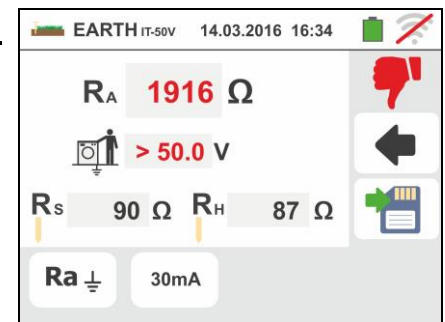 EARTH IT-50V 14.03.2016 16:34
RA 1916 Ω
> 50.0 V
RS 90 Ω RH 87 Ω
Ra ⏚ 30mA